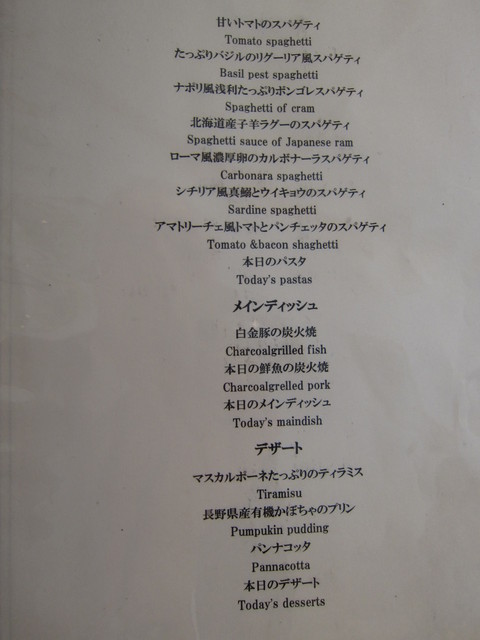 甘いトマトのスパゲティ
Tomato spaghetti
たっぷりバジルのリグーリア風スパゲティ
Basil pest spaghetti
ナポリ風浅利たっぷりボンゴレスパゲティ
Spaghetti of cram
北海道産子羊ラグーのスパゲティ
Spaghetti sauce of Japanese ram
ローマ風濃厚卵のカルボナーラスパゲティ
Carbonara spaghetti
シチリア風真鰯とウイキョウのスパゲティ
Sardine spaghetti
アマトリーチェ風トマトとパンチェッタのスパゲティ
Tomato &bacon shaghetti
本日のパスタ
Today's pastas
メインディッシュ
白金豚の炭火焼
Charcoalgrilled fish
本日の鮮魚の炭火焼
Charcoalgrelled pork
本日のメインディッシュ
Today's maindish
デザート
マスカルポーネたっぷりのティラミス
Tiramisu
長野県産有機かぼちゃのプリン
Pumpukin pudding
パンナコッタ
Pannacotta
本日のデザート
Today's desserts